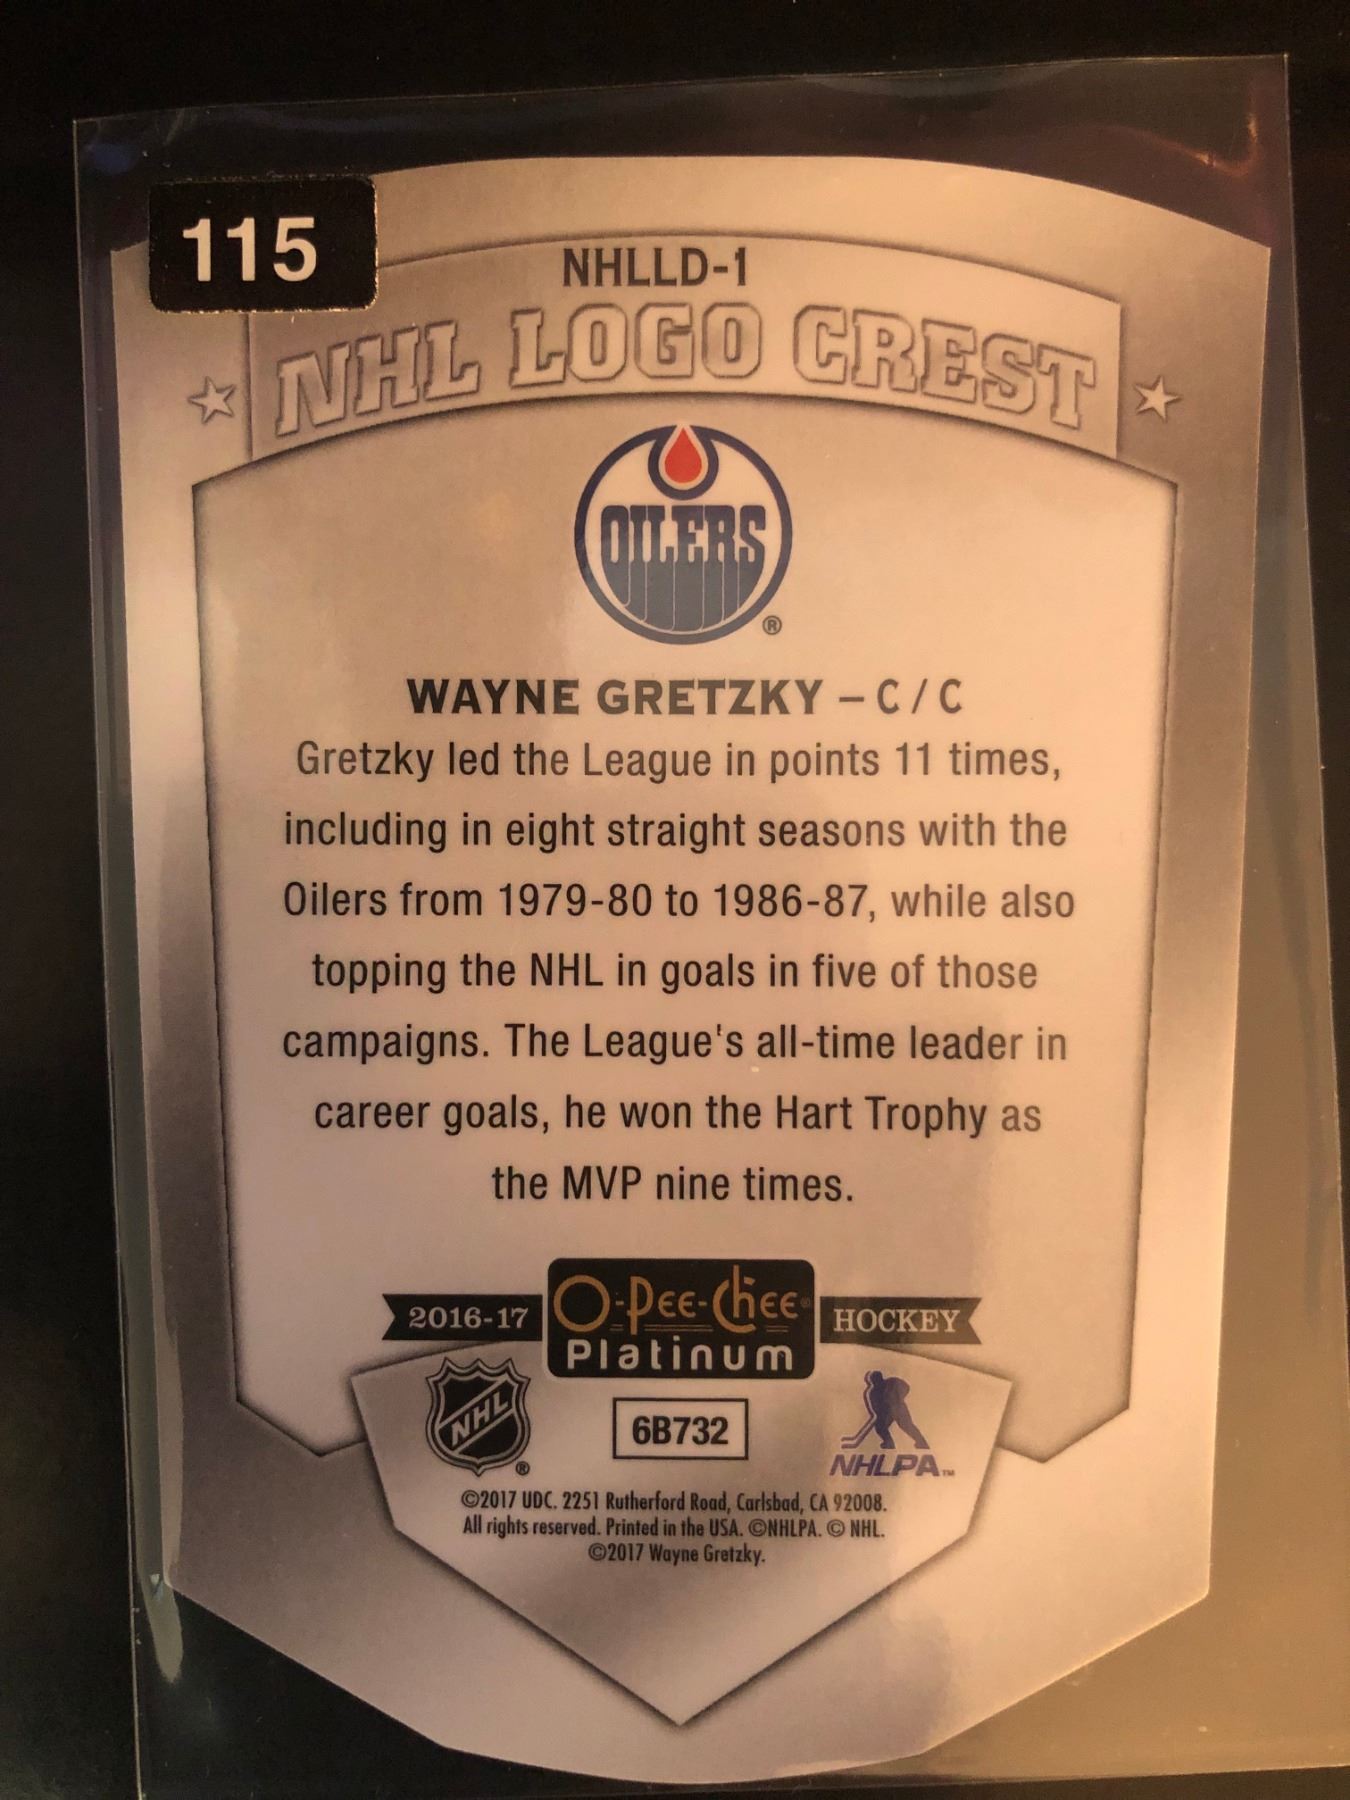 115
NHLLD-1
NHL LOGO CREST
OILERS
®
WAYNE GRETZKY – C / C
Gretzky led the League in points 11 times,
including in eight straight seasons with the
Oilers from 1979-80 to 1986-87, while also
topping the NHL in goals in five of those
campaigns. The League's all-time leader in
career goals, he won the Hart Trophy as
the MVP nine times.
2016-17 O-Pee-Chee® HOCKEY
Platinum
NHL ® 6B732 NHLPA™
©2017 UDC. 2251 Rutherford Road, Carlsbad, CA 92008.
All rights reserved. Printed in the USA. ©NHLPA. © NHL.
©2017 Wayne Gretzky.